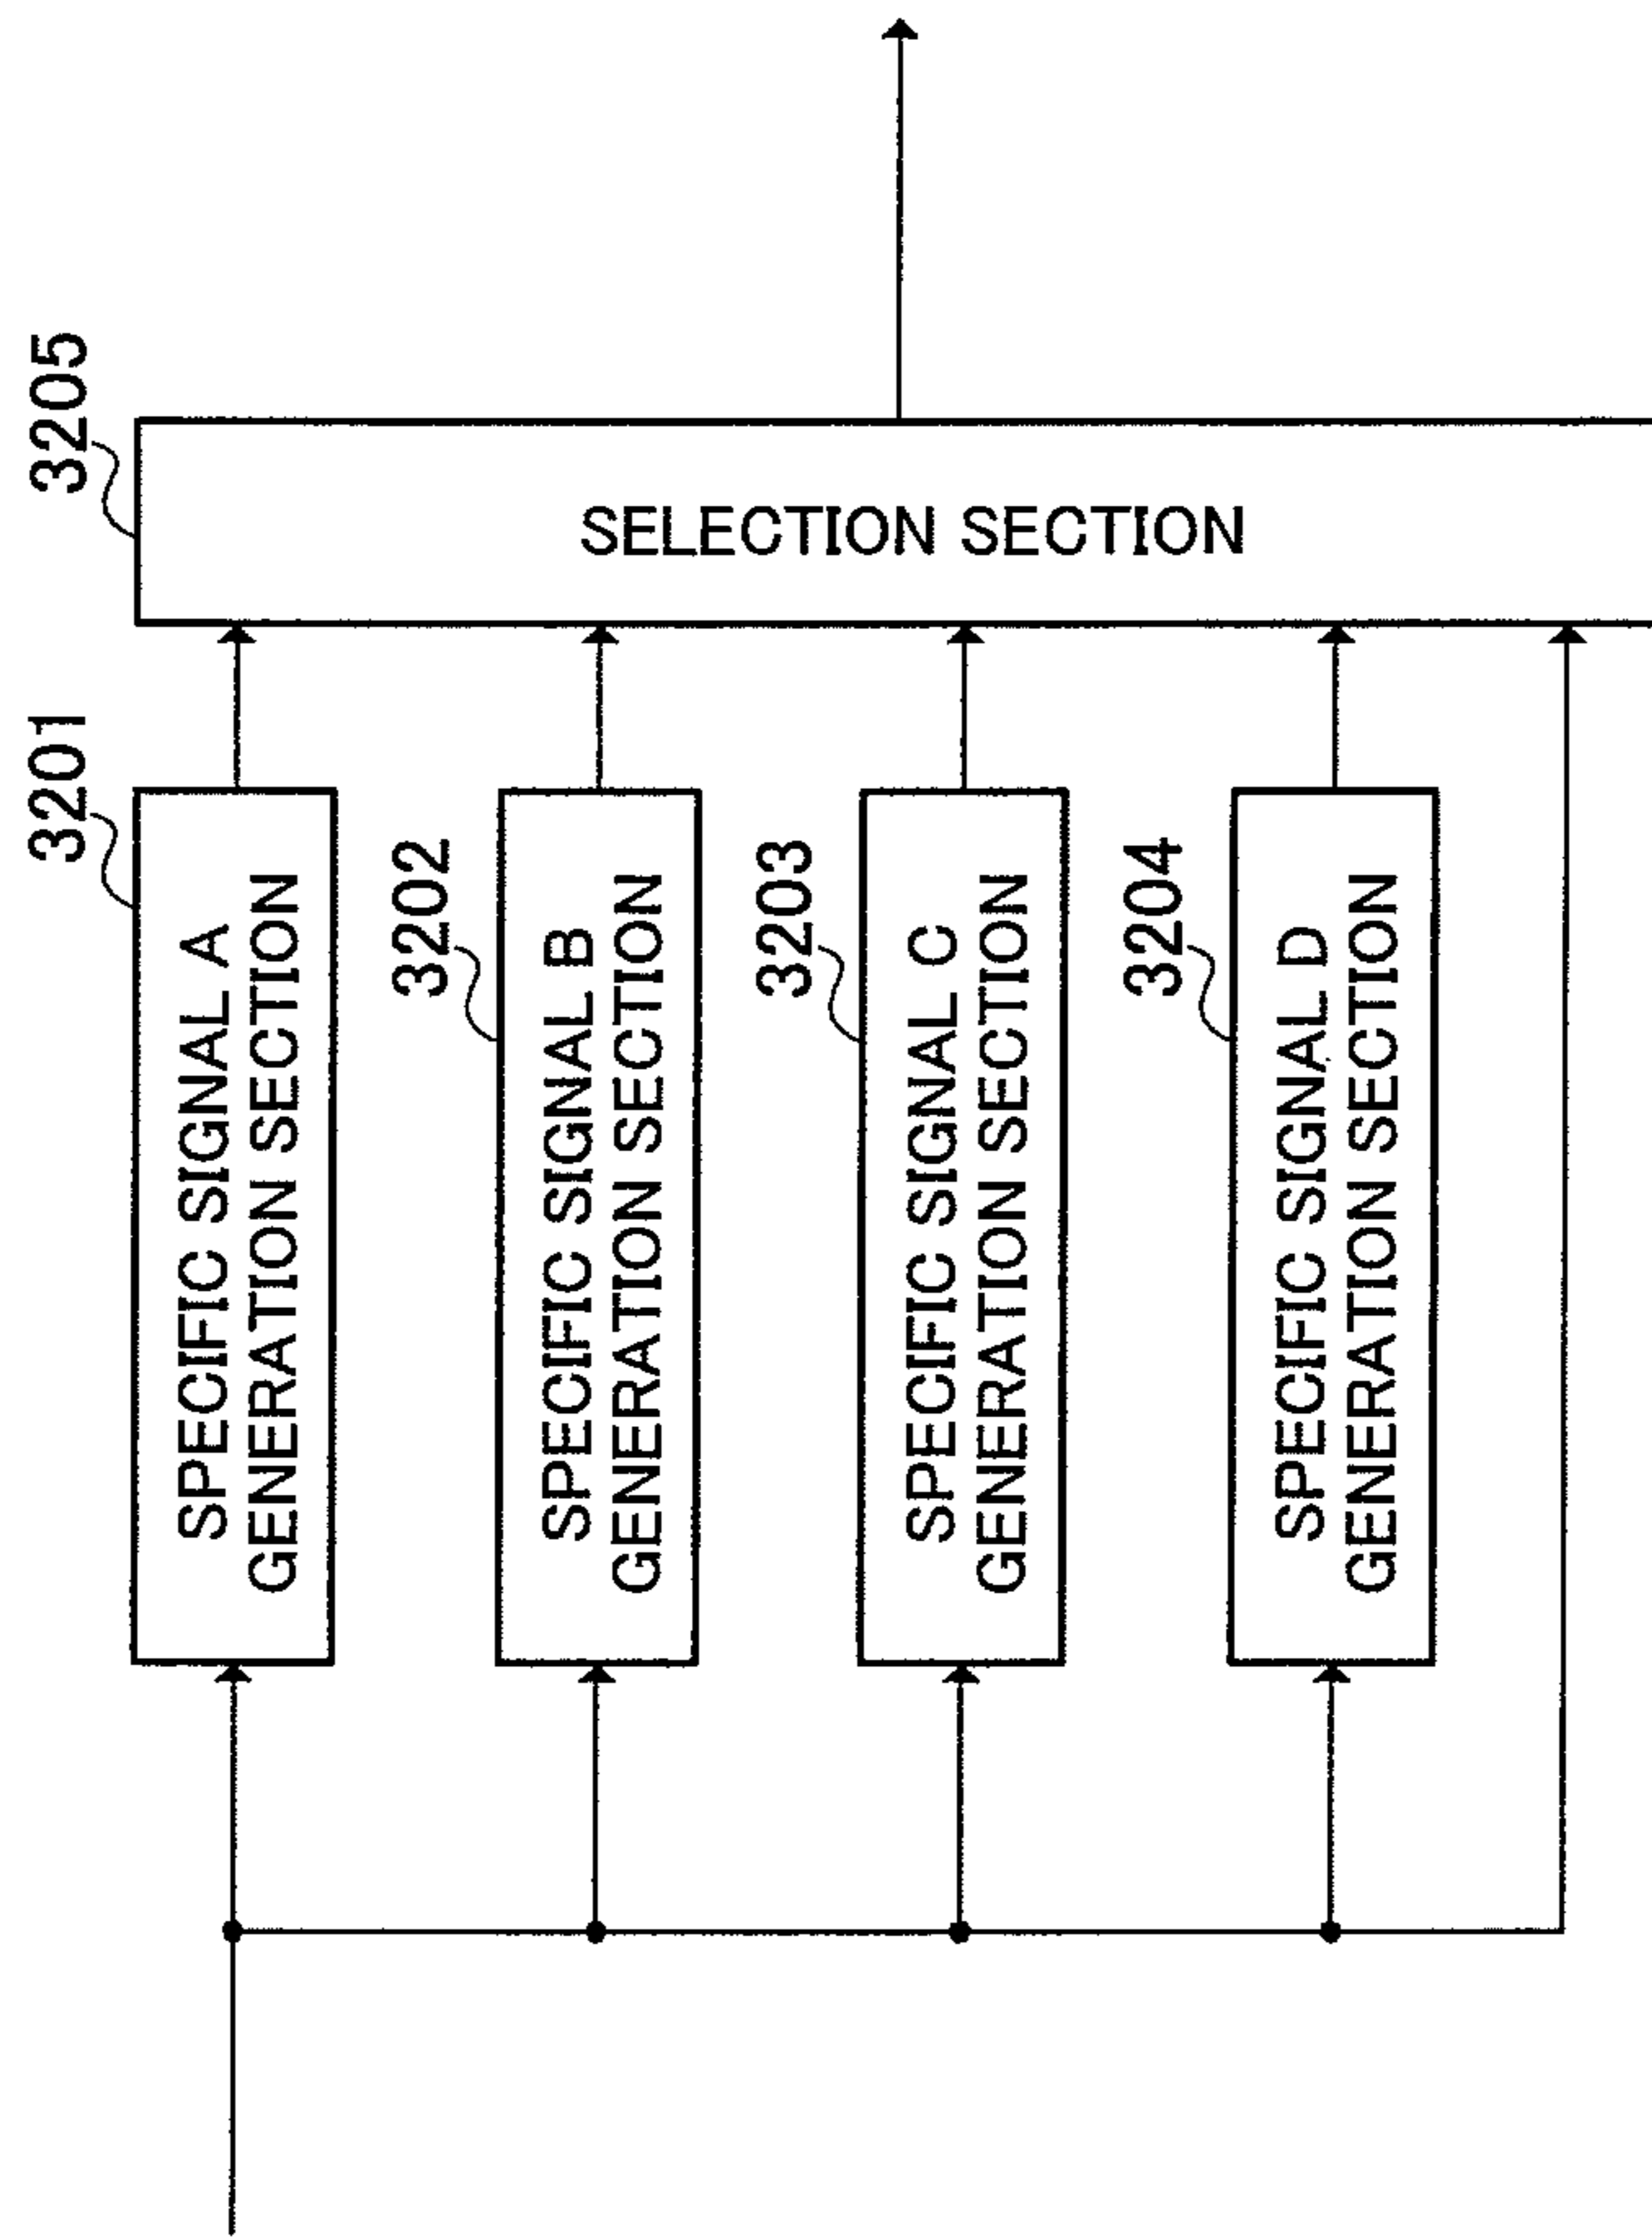 3201
SPECIFIC SIGNAL A
GENERATION SECTION
3202
SPECIFIC SIGNAL B
GENERATION SECTION
3203
SPECIFIC SIGNAL C
GENERATION SECTION
3204
SPECIFIC SIGNAL D
GENERATION SECTION
3205
SELECTION SECTION